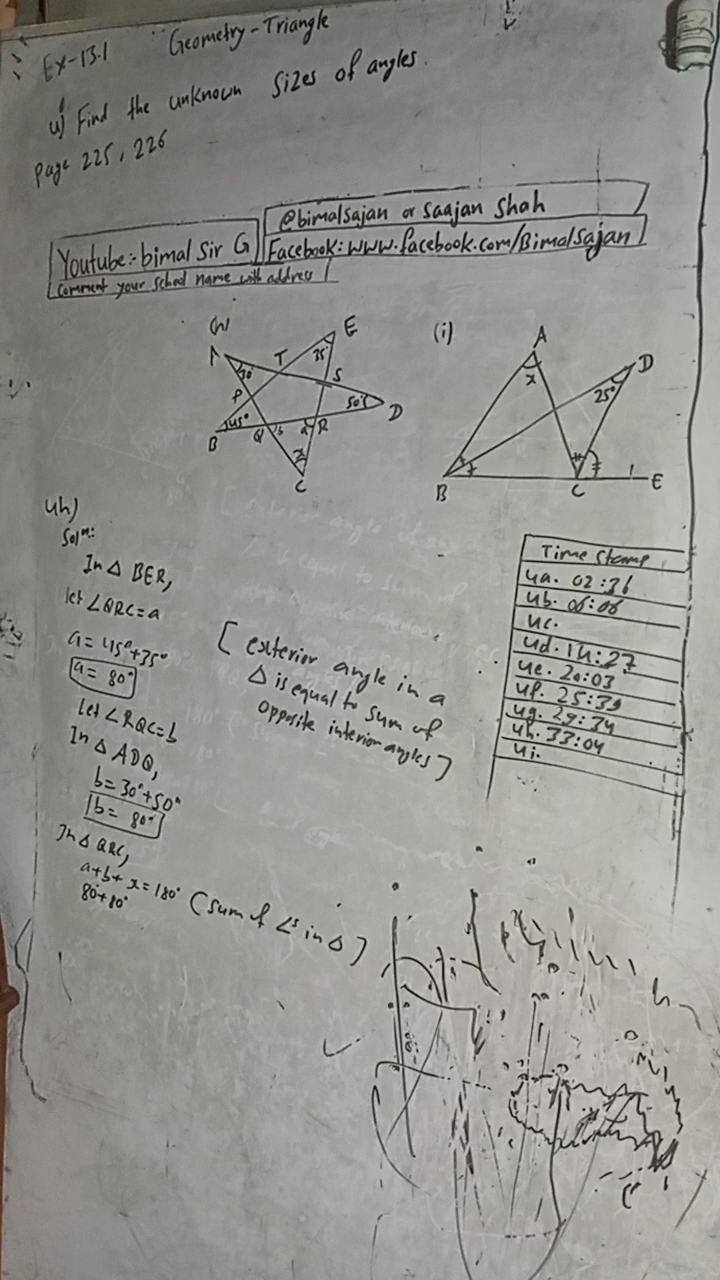 Ex-13.1 Geometry-Triangle
4) Find the unknown sizes of angles.
Page 225, 226
@bimalsajan or Saajan Shah
Youtube:- bimal Sir G
Facebook: www.facebook.com/Bimalsajan
Comment your school name with address
(h)
A
T
E
30°
35°
S
P
50°
D
B
45°
Q
b
a
R
x
C
(i)
A
x
D
25°
B
C
E
4h)
Solⁿ:
In △ BER,
let ∠QRC=a
a=45°+35°
a= 80°
[exterior angle in a
△ is equal to sum of
opposite interior angles]
let ∠RQC=b
In △ ADQ,
b=30°+50°
b= 80°
In △ QRC,
a+b+x=180° (sum of ∠s in △]
80+80°
Time Stamp
4a. 02:36
4b. 06:06
4c.
4d. 14:27
4e. 20:03
4f. 25:39
4g. 29:34
4h. 33:04
4i.